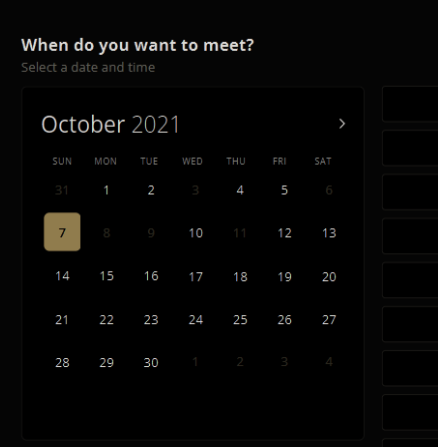 When do you want to meet?
Select a date and time
October 2021
SUN MON TUE WED THU FRI SAT
31 1 2 3 4 5 6
7 8 9 10 11 12 13
14 15 16 17 18 19 20
21 22 23 24 25 26 27
28 29 30 1 2 3 4